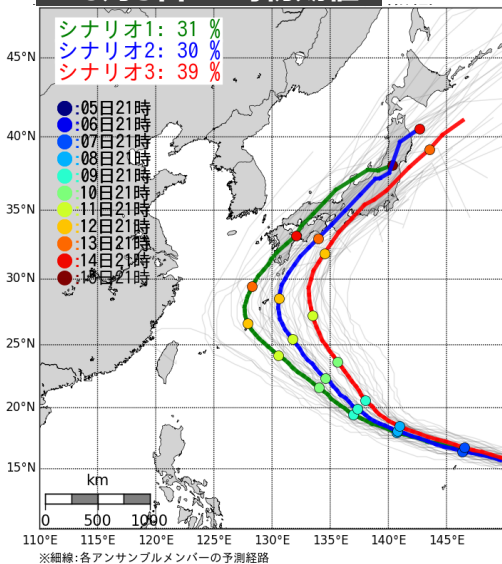 シナリオ1: 31 %
シナリオ2: 30 %
シナリオ3: 39 %
:05日21時
:06日21時
:07日21時
:08日21時
:09日21時
:10日21時
:11日21時
:12日21時
:13日21時
:14日21時
:15日21時
45°N
40°N
35°N
30°N
25°N
20°N
15°N
km
0 500 1000
110°E 115°E 120°E 125°E 130°E 135°E 140°E 145°E
※細線:各アンサンブルメンバーの予測経路